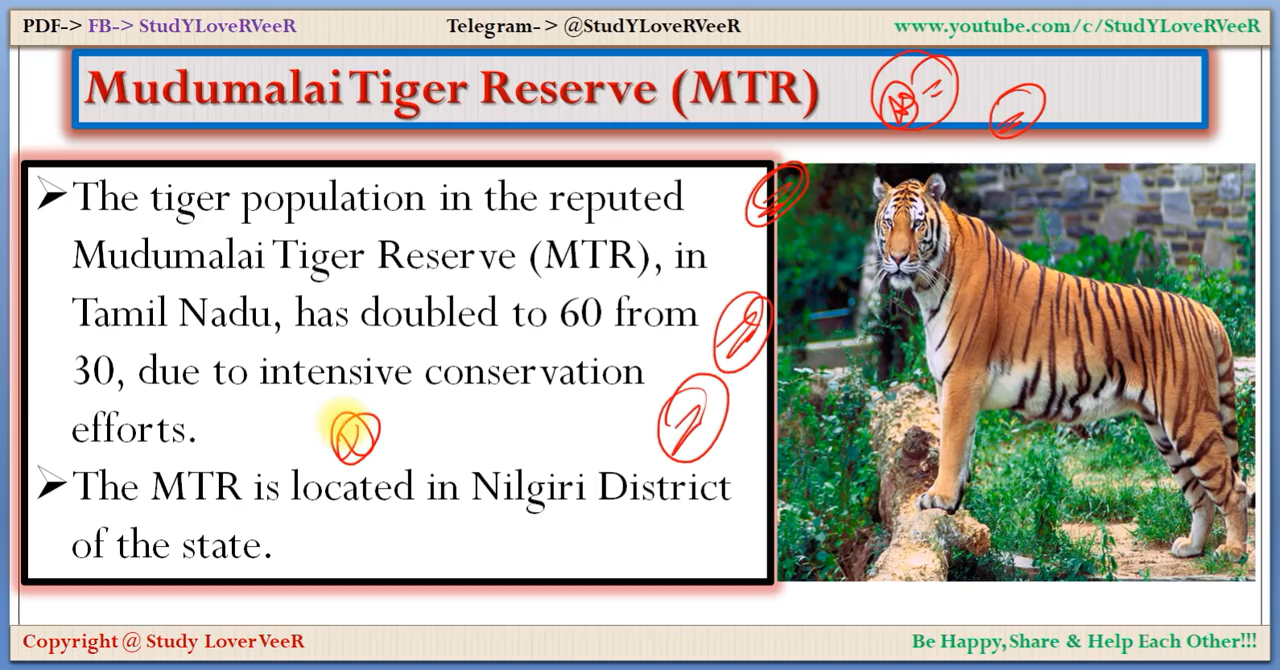 PDF-> FB-> StudYLoveRVeeR Telegram-> @StudYLoveRVeeR www.youtube.com/c/StudYLoveRVeeR
Mudumalai Tiger Reserve (MTR)
The tiger population in the reputed
Mudumalai Tiger Reserve (MTR), in
Tamil Nadu, has doubled to 60 from
30, due to intensive conservation
efforts.
The MTR is located in Nilgiri District
of the state.
Copyright @ Study LoverVeeR Be Happy,Share & Help Each Other!!!